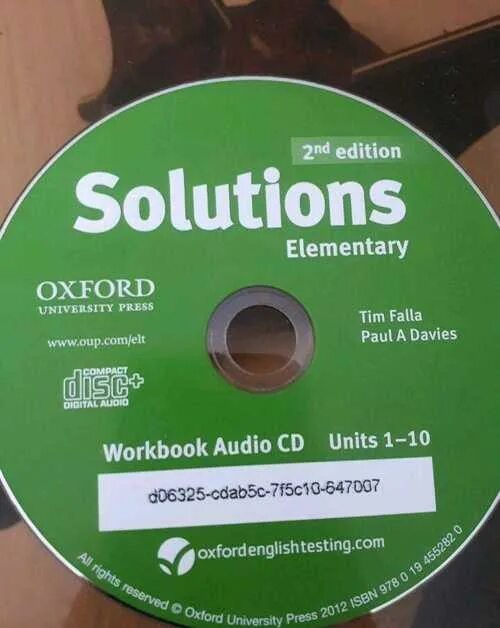 2nd edition
Solutions
Elementary
OXFORD
UNIVERSITY PRESS
Tim Falla
Paul A Davies
www.oup.com/elt
COMPACT
disc+
DIGITAL AUDIO
Workbook Audio CD Units 1–10
d06325-cdab5c-7f5c10-647007
oxfordenglishtesting.com
All rights reserved © Oxford University Press 2012 ISBN 978 0 19 455282 0